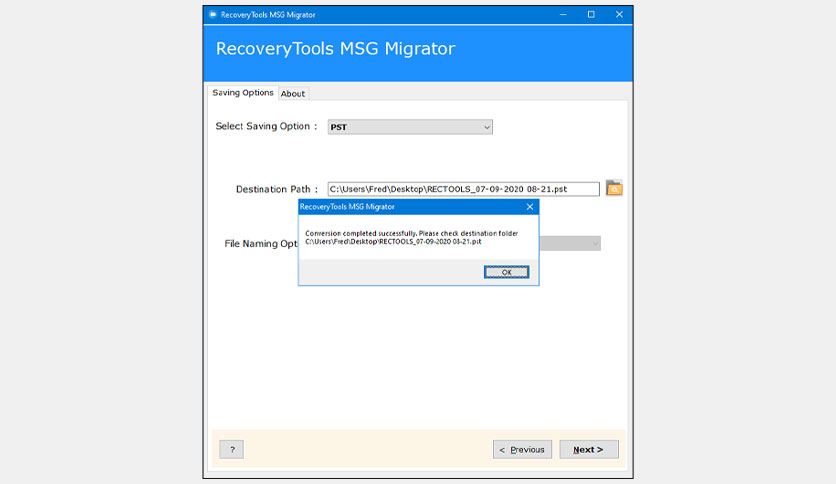 RecoveryTools MSG Migrator
RecoveryTools MSG Migrator
Saving Options About
Select Saving Option : PST
Destination Path : C:\Users\Fred\Desktop\RECTOOLS_07-09-2020 08-21.pst
RecoveryTools MSG Migrator
Conversion completed successfully. Please check destination folder
C:\Users\Fred\Desktop\RECTOOLS_07-09-2020 08-21.pst
File Naming Opt
OK
? < Previous Next >